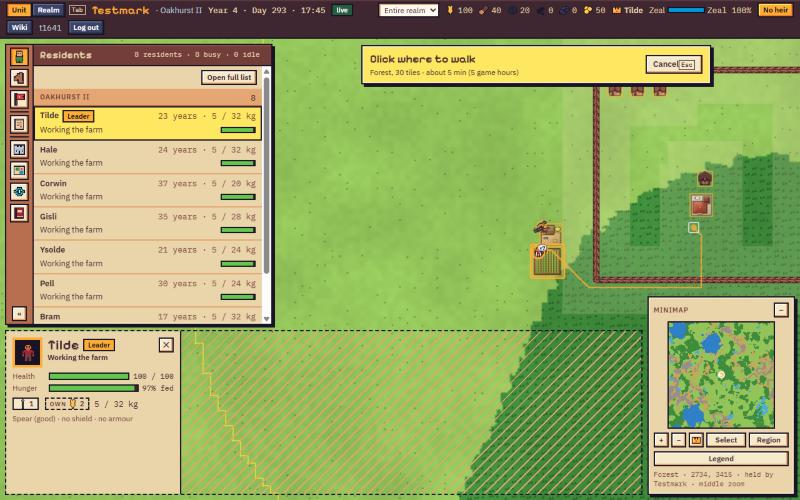 Unit Realm Tab Testmark - Oakhurst II Year 4 - Day 293 - 17:45 live Entire realm 100 40 20 0 0 50 Tilde Zeal Zeal 100% No heir
Wiki t1641 Log out
Residents 8 residents · 8 busy · 0 idle
Open full list
OAKHURST II 8
Tilde Leader 23 years · 5 / 32 kg
Working the farm
Hale 24 years · 5 / 32 kg
Working the farm
Corwin 37 years · 5 / 20 kg
Working the farm
Gisli 35 years · 5 / 28 kg
Working the farm
Ysolde 21 years · 5 / 24 kg
Working the farm
Pell 30 years · 5 / 24 kg
Working the farm
Bram 17 years · 5 / 32 kg
«
Click where to walk
Forest, 30 tiles · about 5 min (5 game hours)
Cancel Esc
Tilde Leader ×
Working the farm
Health 100 / 100
Hunger 97% fed
1 OWN 2 5 / 32 kg
Spear (good) · no shield · no armour
MINIMAP −
+ − Select Region
Legend
Forest · 2734, 3415 · held by
Testmark · middle zoom